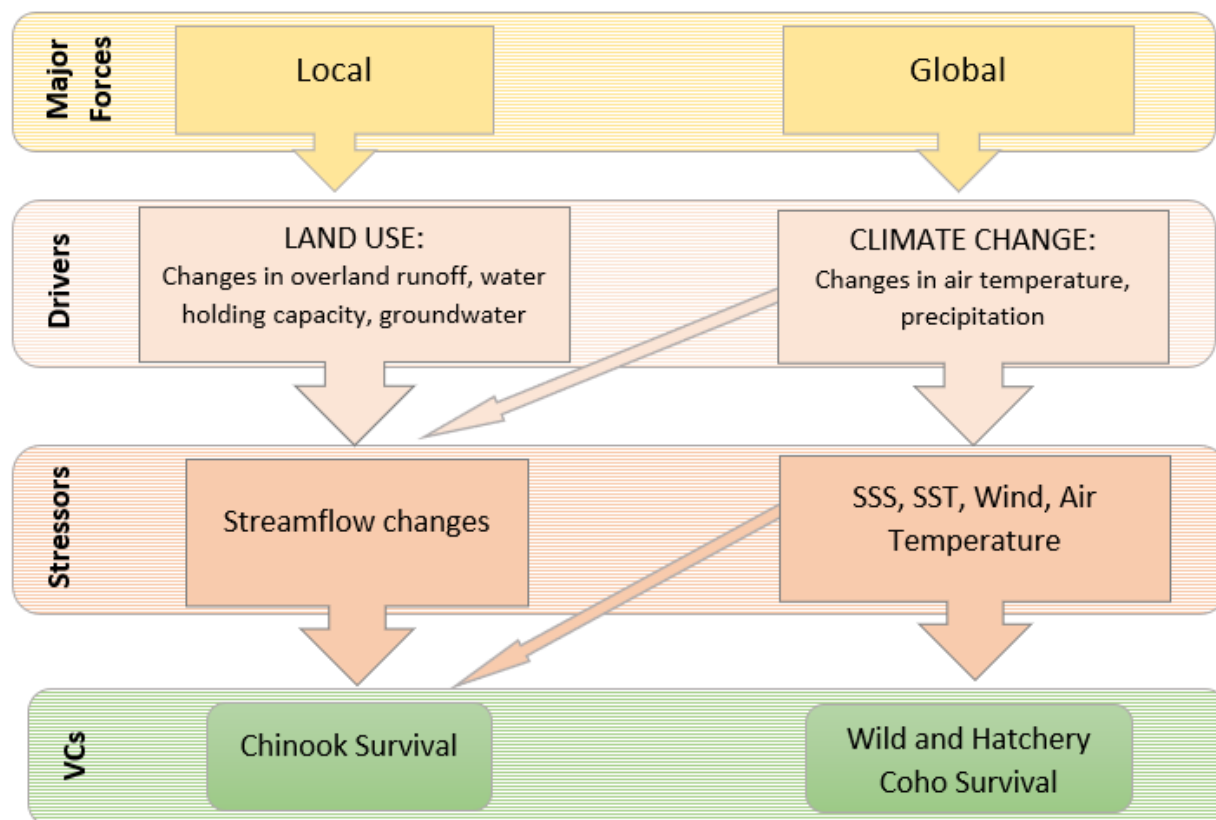 Major
Forces
Local
Global
Drivers
LAND USE:
Changes in overland runoff, water
holding capacity, groundwater
CLIMATE CHANGE:
Changes in air temperature,
precipitation
Stressors
Streamflow changes
SSS, SST, Wind, Air
Temperature
VCs
Chinook Survival
Wild and Hatchery
Coho Survival